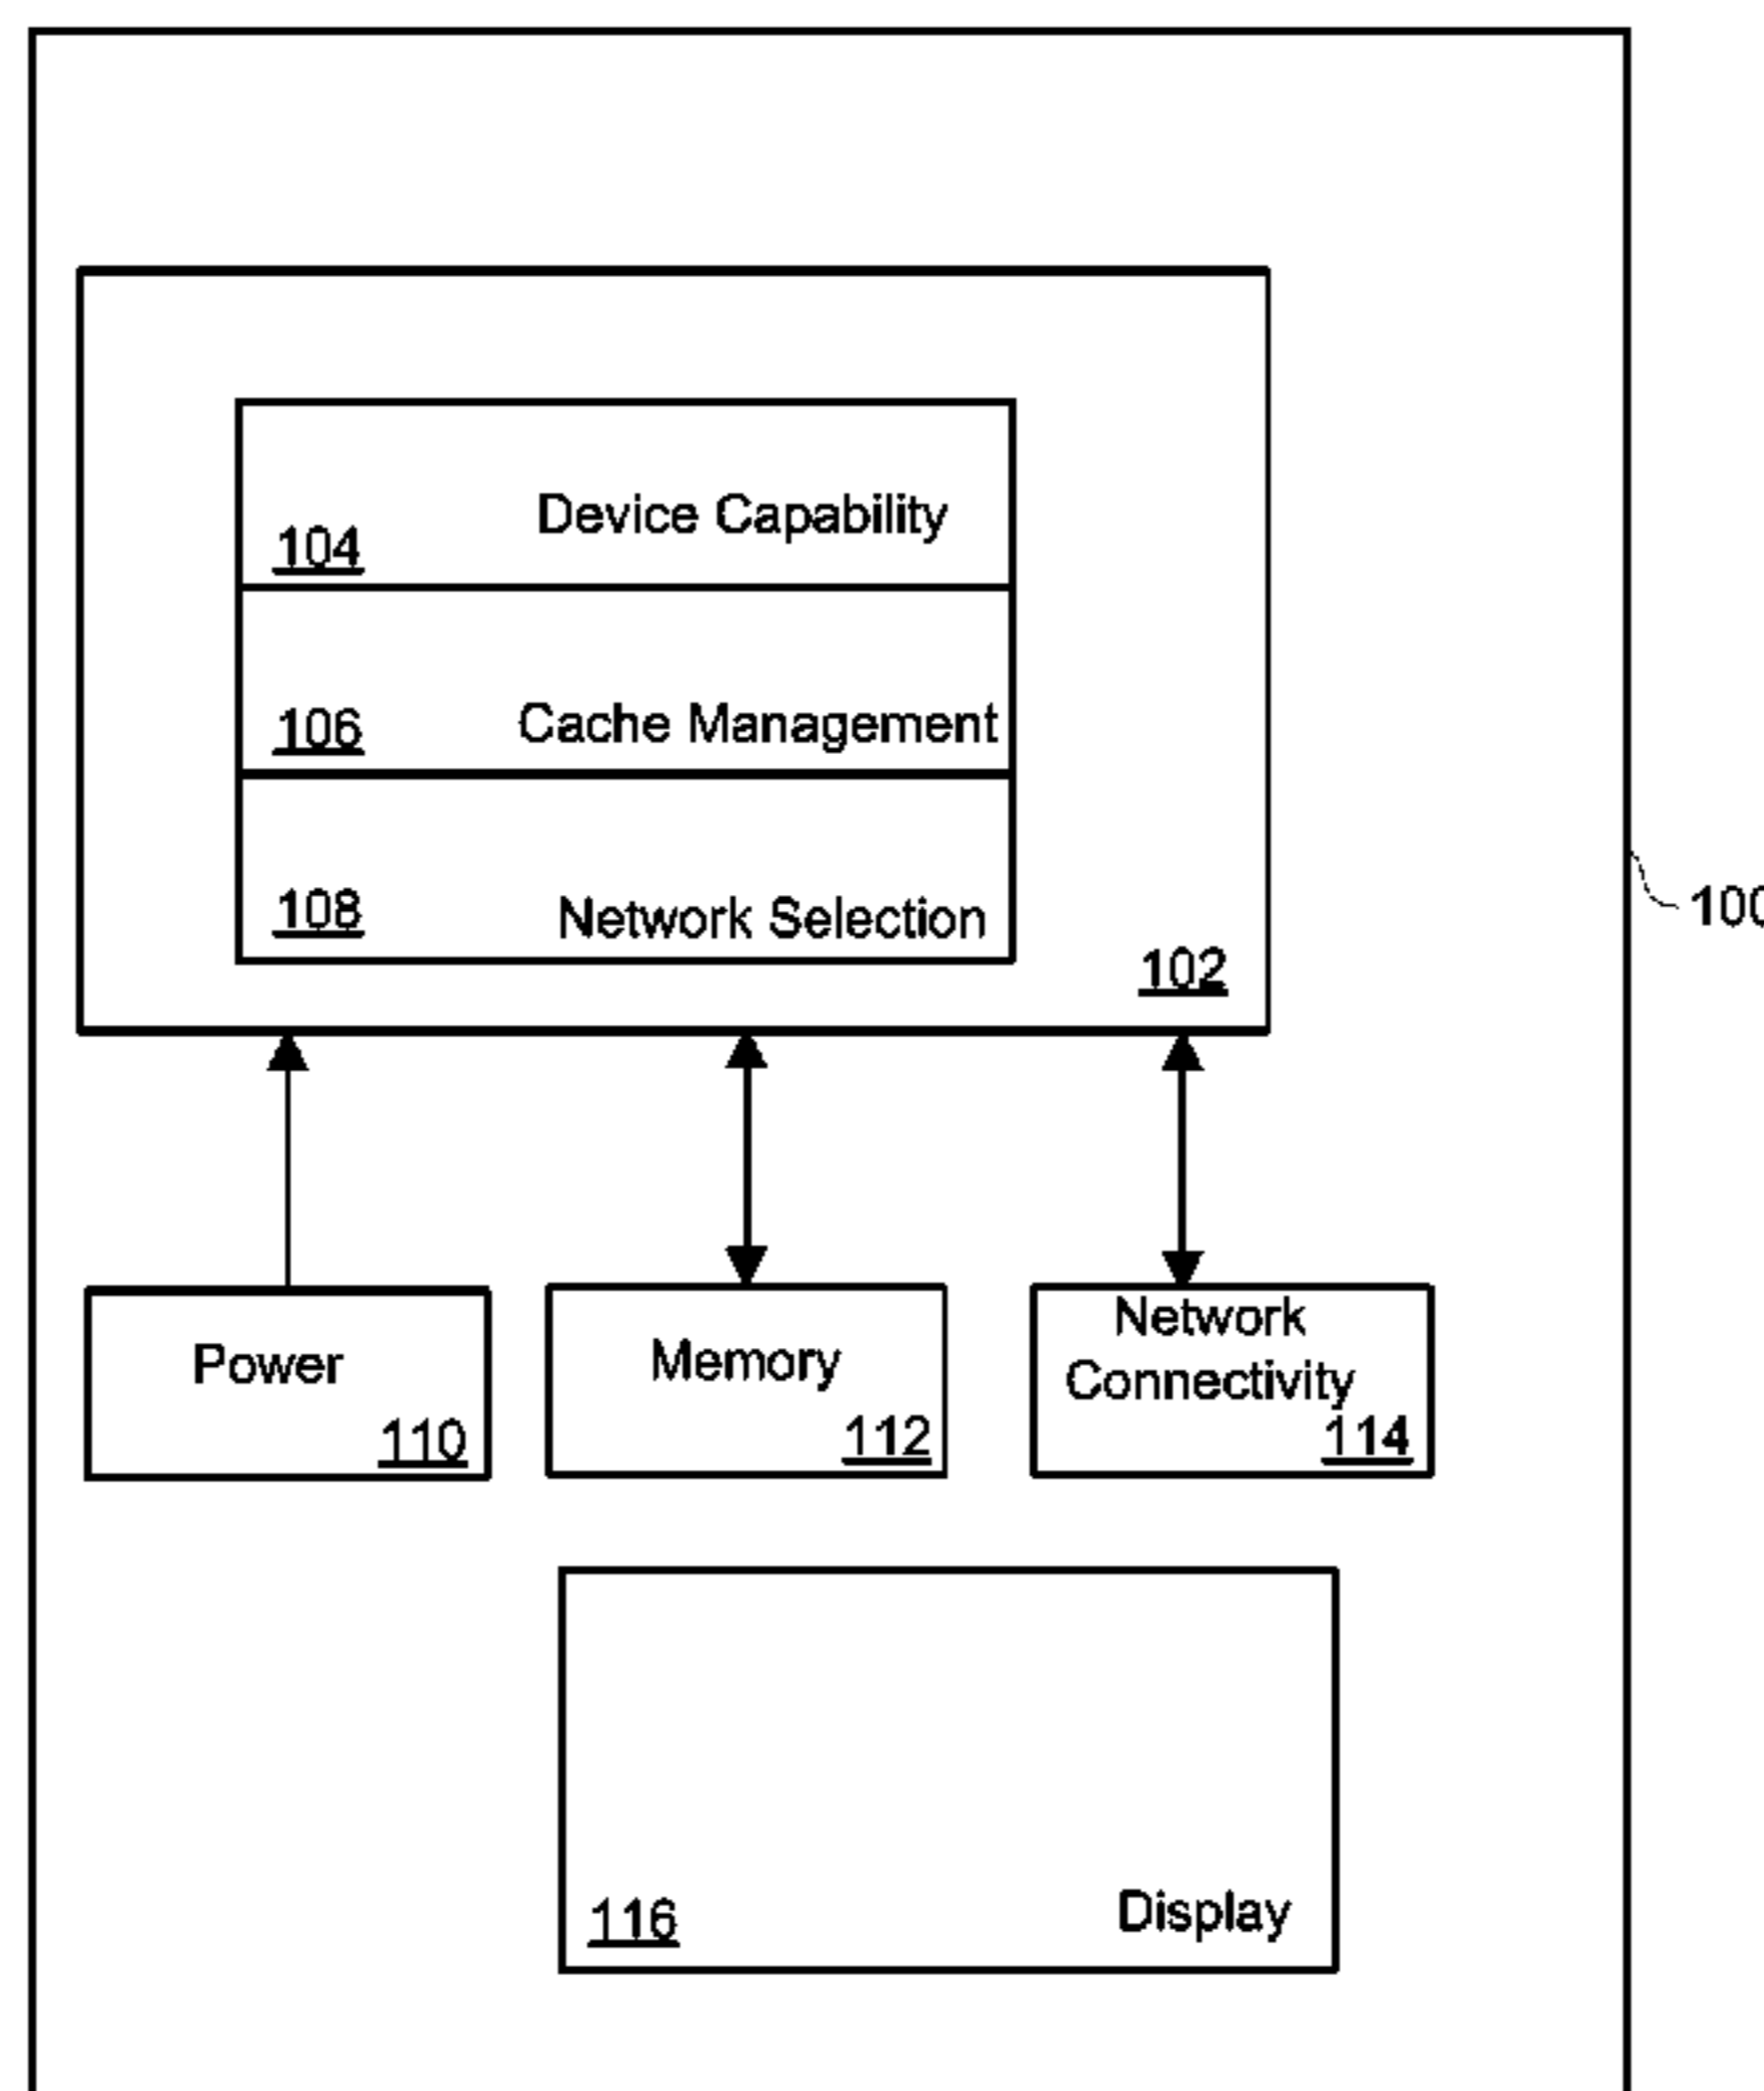 Device Capability
104
Cache Management
106
Network Selection
108
102
100
Power
110
Memory
112
Network
Connectivity
114
Display
116